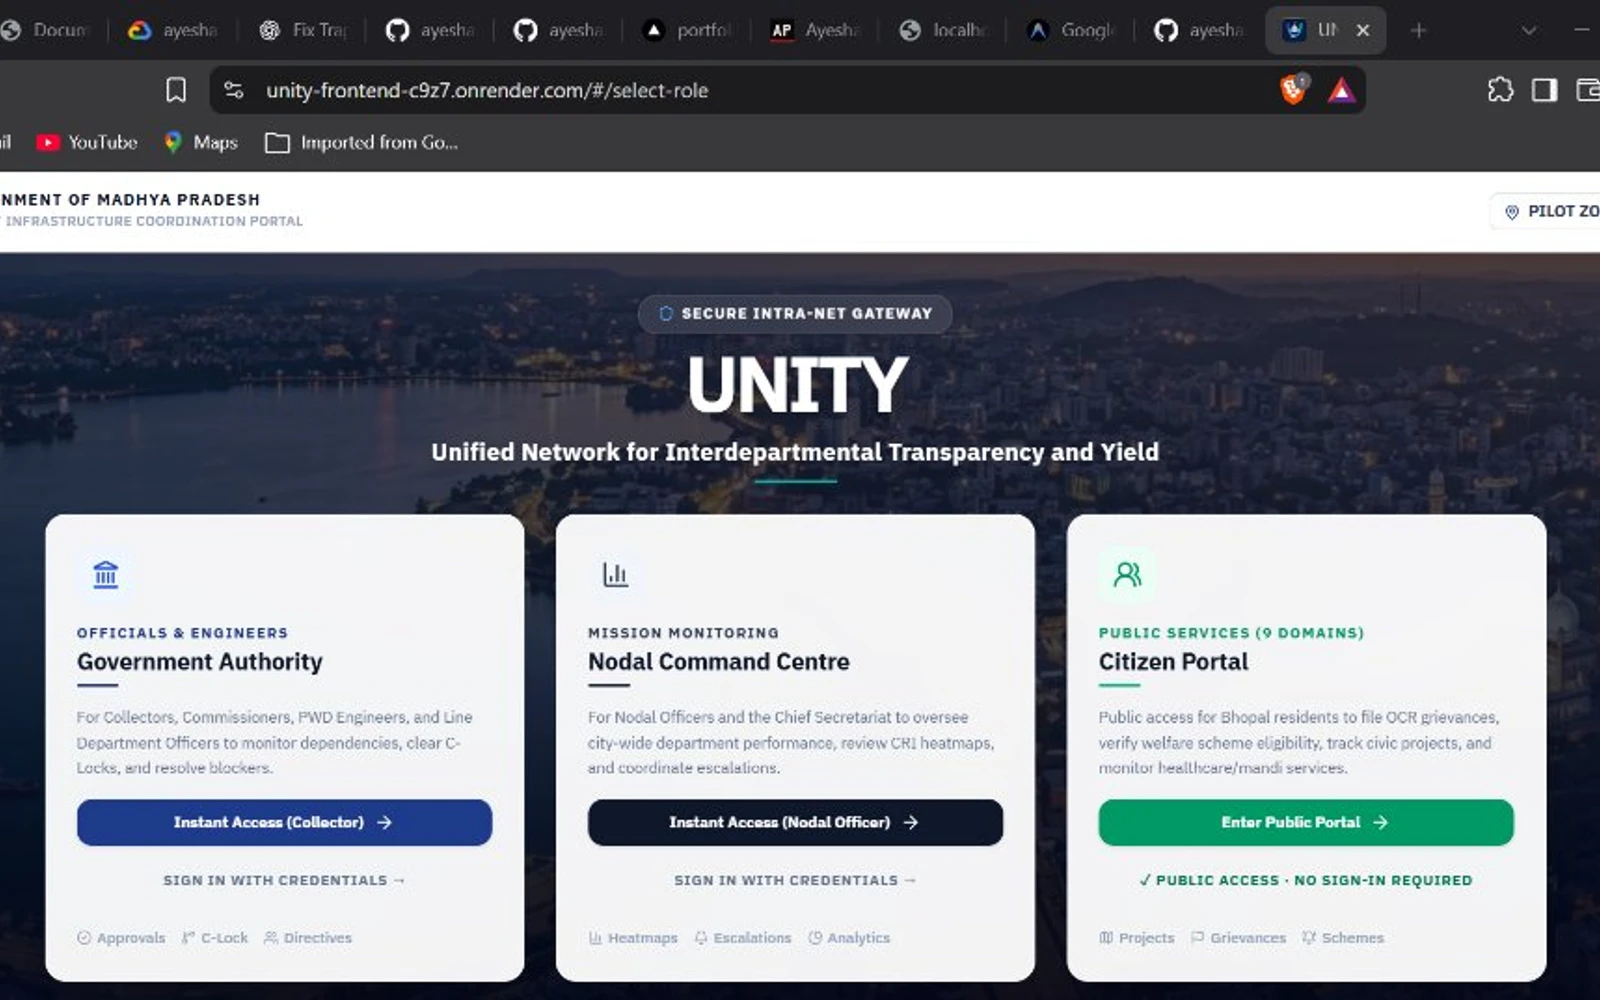 Docum
ayesha
Fix Tra
ayesha
ayesha
portfo
AP Ayesha
localh
Google
ayesha
UN
unity-frontend-c9z7.onrender.com/#/select-role
il
YouTube
Maps
Imported from Go...
NMENT OF MADHYA PRADESH
INFRASTRUCTURE COORDINATION PORTAL
PILOT ZO
SECURE INTRA-NET GATEWAY
UNITY
Unified Network for Interdepartmental Transparency and Yield
OFFICIALS & ENGINEERS
Government Authority
For Collectors, Commissioners, PWD Engineers, and Line
Department Officers to monitor dependencies, clear C-
Locks, and resolve blockers.
Instant Access (Collector) →
SIGN IN WITH CREDENTIALS →
Approvals C-Lock Directives
MISSION MONITORING
Nodal Command Centre
For Nodal Officers and the Chief Secretariat to oversee
city-wide department performance, review CRI heatmaps,
and coordinate escalations.
Instant Access (Nodal Officer) →
SIGN IN WITH CREDENTIALS →
Heatmaps Escalations Analytics
PUBLIC SERVICES (9 DOMAINS)
Citizen Portal
Public access for Bhopal residents to file OCR grievances,
verify welfare scheme eligibility, track civic projects, and
monitor healthcare/mandi services.
Enter Public Portal →
✓ PUBLIC ACCESS · NO SIGN-IN REQUIRED
Projects Grievances Schemes